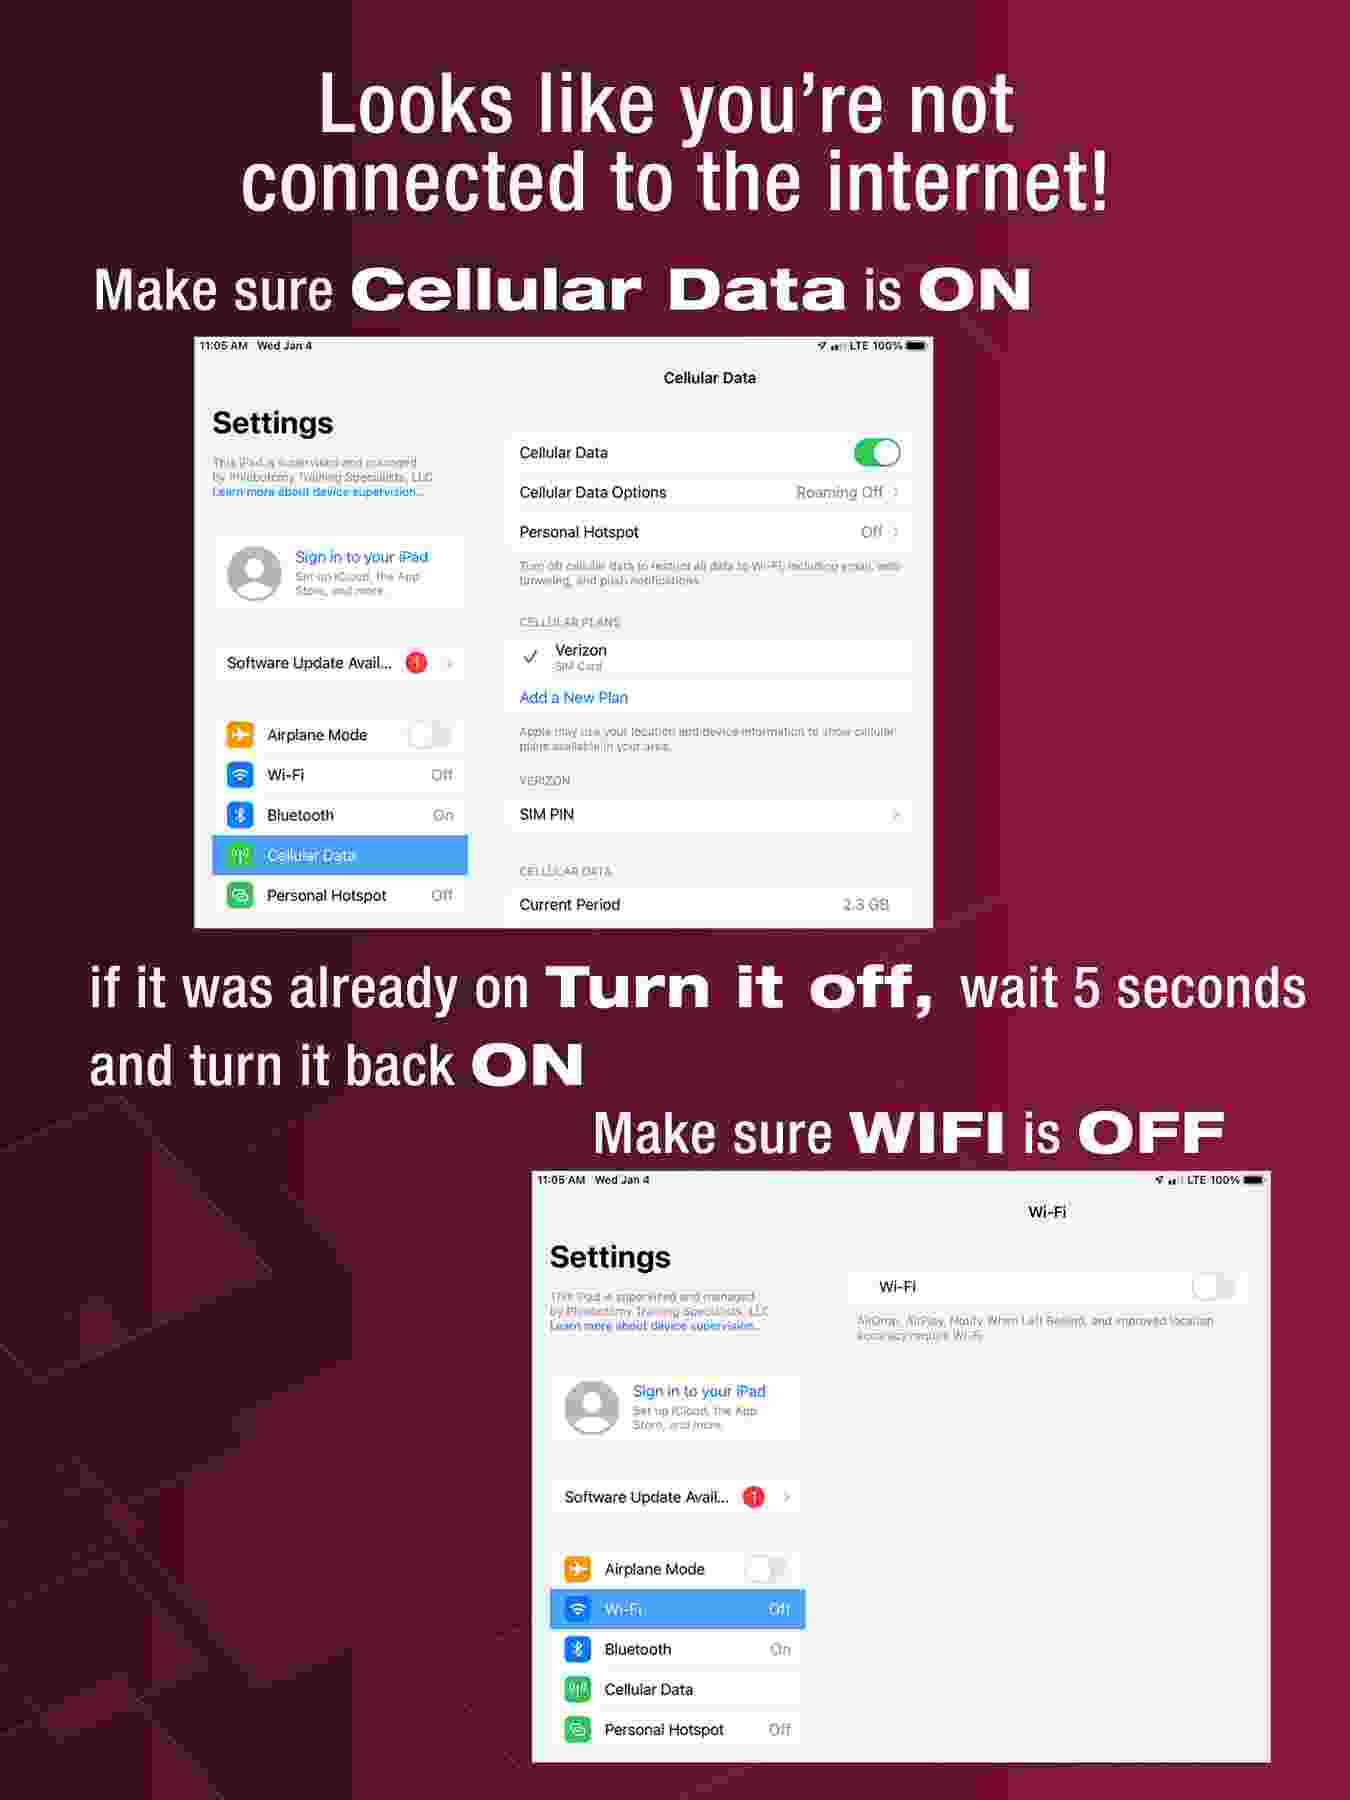 Looks like you're not
connected to the internet!
Make sure Cellular Data is ON
11:05 AM Wed Jan 4
LTE 100%
Cellular Data
Settings
This iPad is supervised and managed
by Phlebotomy Training Specialists, LLC
Learn more about device supervision...
Cellular Data
Cellular Data Options Roaming Off
Personal Hotspot Off
Turn off cellular data to restrict all data to Wi-Fi, including email, web
browsing, and push notifications.
Sign in to your iPad
Set up iCloud, the App
Store, and more.
CELLULAR PLANS
Verizon
SIM Card
Add a New Plan
Software Update Avail... 1
Apple may use your location and device information to show cellular
plans available in your area.
Airplane Mode
Wi-Fi Off
Bluetooth On
Cellular Data
Personal Hotspot Off
VERIZON
SIM PIN
CELLULAR DATA
Current Period 2.3 GB
if it was already on Turn it off, wait 5 seconds
and turn it back ON
Make sure WIFI is OFF
11:05 AM Wed Jan 4
LTE 100%
Wi-Fi
Settings
This iPad is supervised and managed
by Phlebotomy Training Specialists, LLC
Learn more about device supervision...
Wi-Fi
AirDrop, AirPlay, Notify When Left Behind, and improved location
accuracy require Wi-Fi.
Sign in to your iPad
Set up iCloud, the App
Store, and more.
Software Update Avail... 1
Airplane Mode
Wi-Fi Off
Bluetooth On
Cellular Data
Personal Hotspot Off